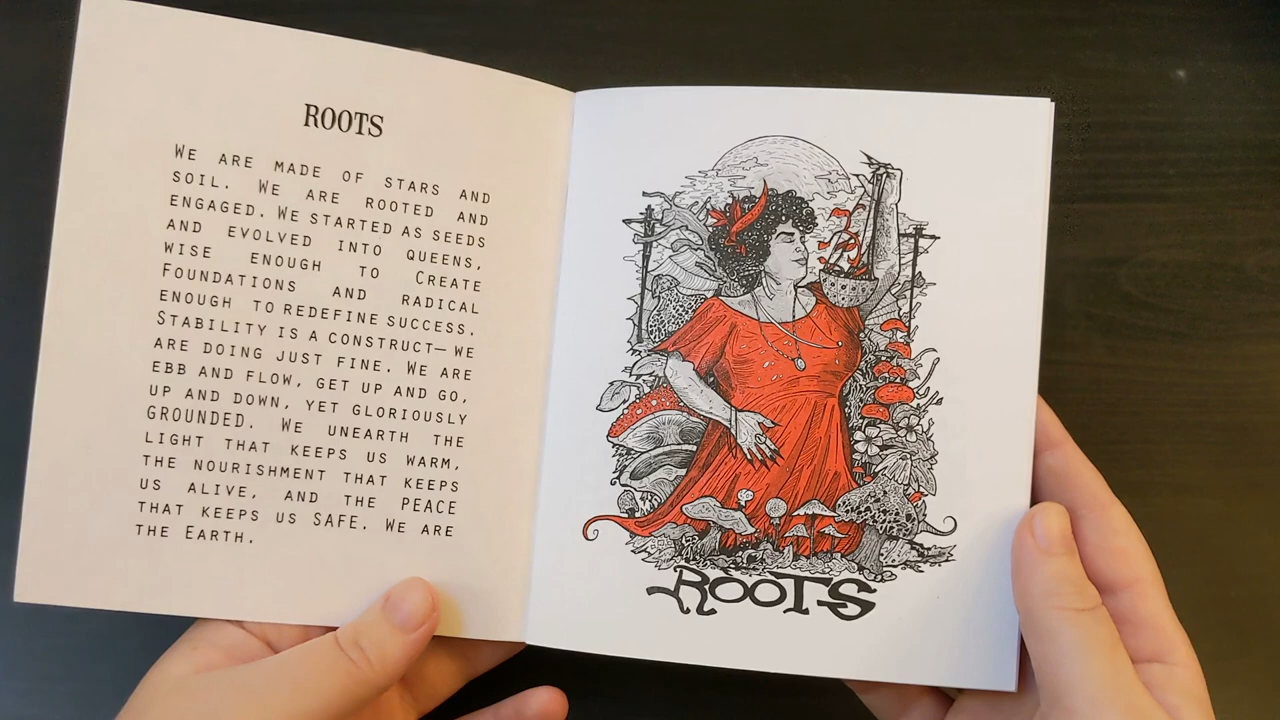 ROOTS
WE ARE MADE OF STARS AND
SOIL. WE ARE ROOTED AND
ENGAGED. WE STARTED AS SEEDS
AND EVOLVED INTO QUEENS,
WISE ENOUGH TO CREATE
FOUNDATIONS AND RADICAL
ENOUGH TO REDEFINE SUCCESS.
STABILITY IS A CONSTRUCT— WE
ARE DOING JUST FINE. WE ARE
EBB AND FLOW, GET UP AND GO,
UP AND DOWN, YET GLORIOUSLY
GROUNDED. WE UNEARTH THE
LIGHT THAT KEEPS US WARM,
THE NOURISHMENT THAT KEEPS
US ALIVE, AND THE PEACE
THAT KEEPS US SAFE. WE ARE
THE EARTH.
ROOTS